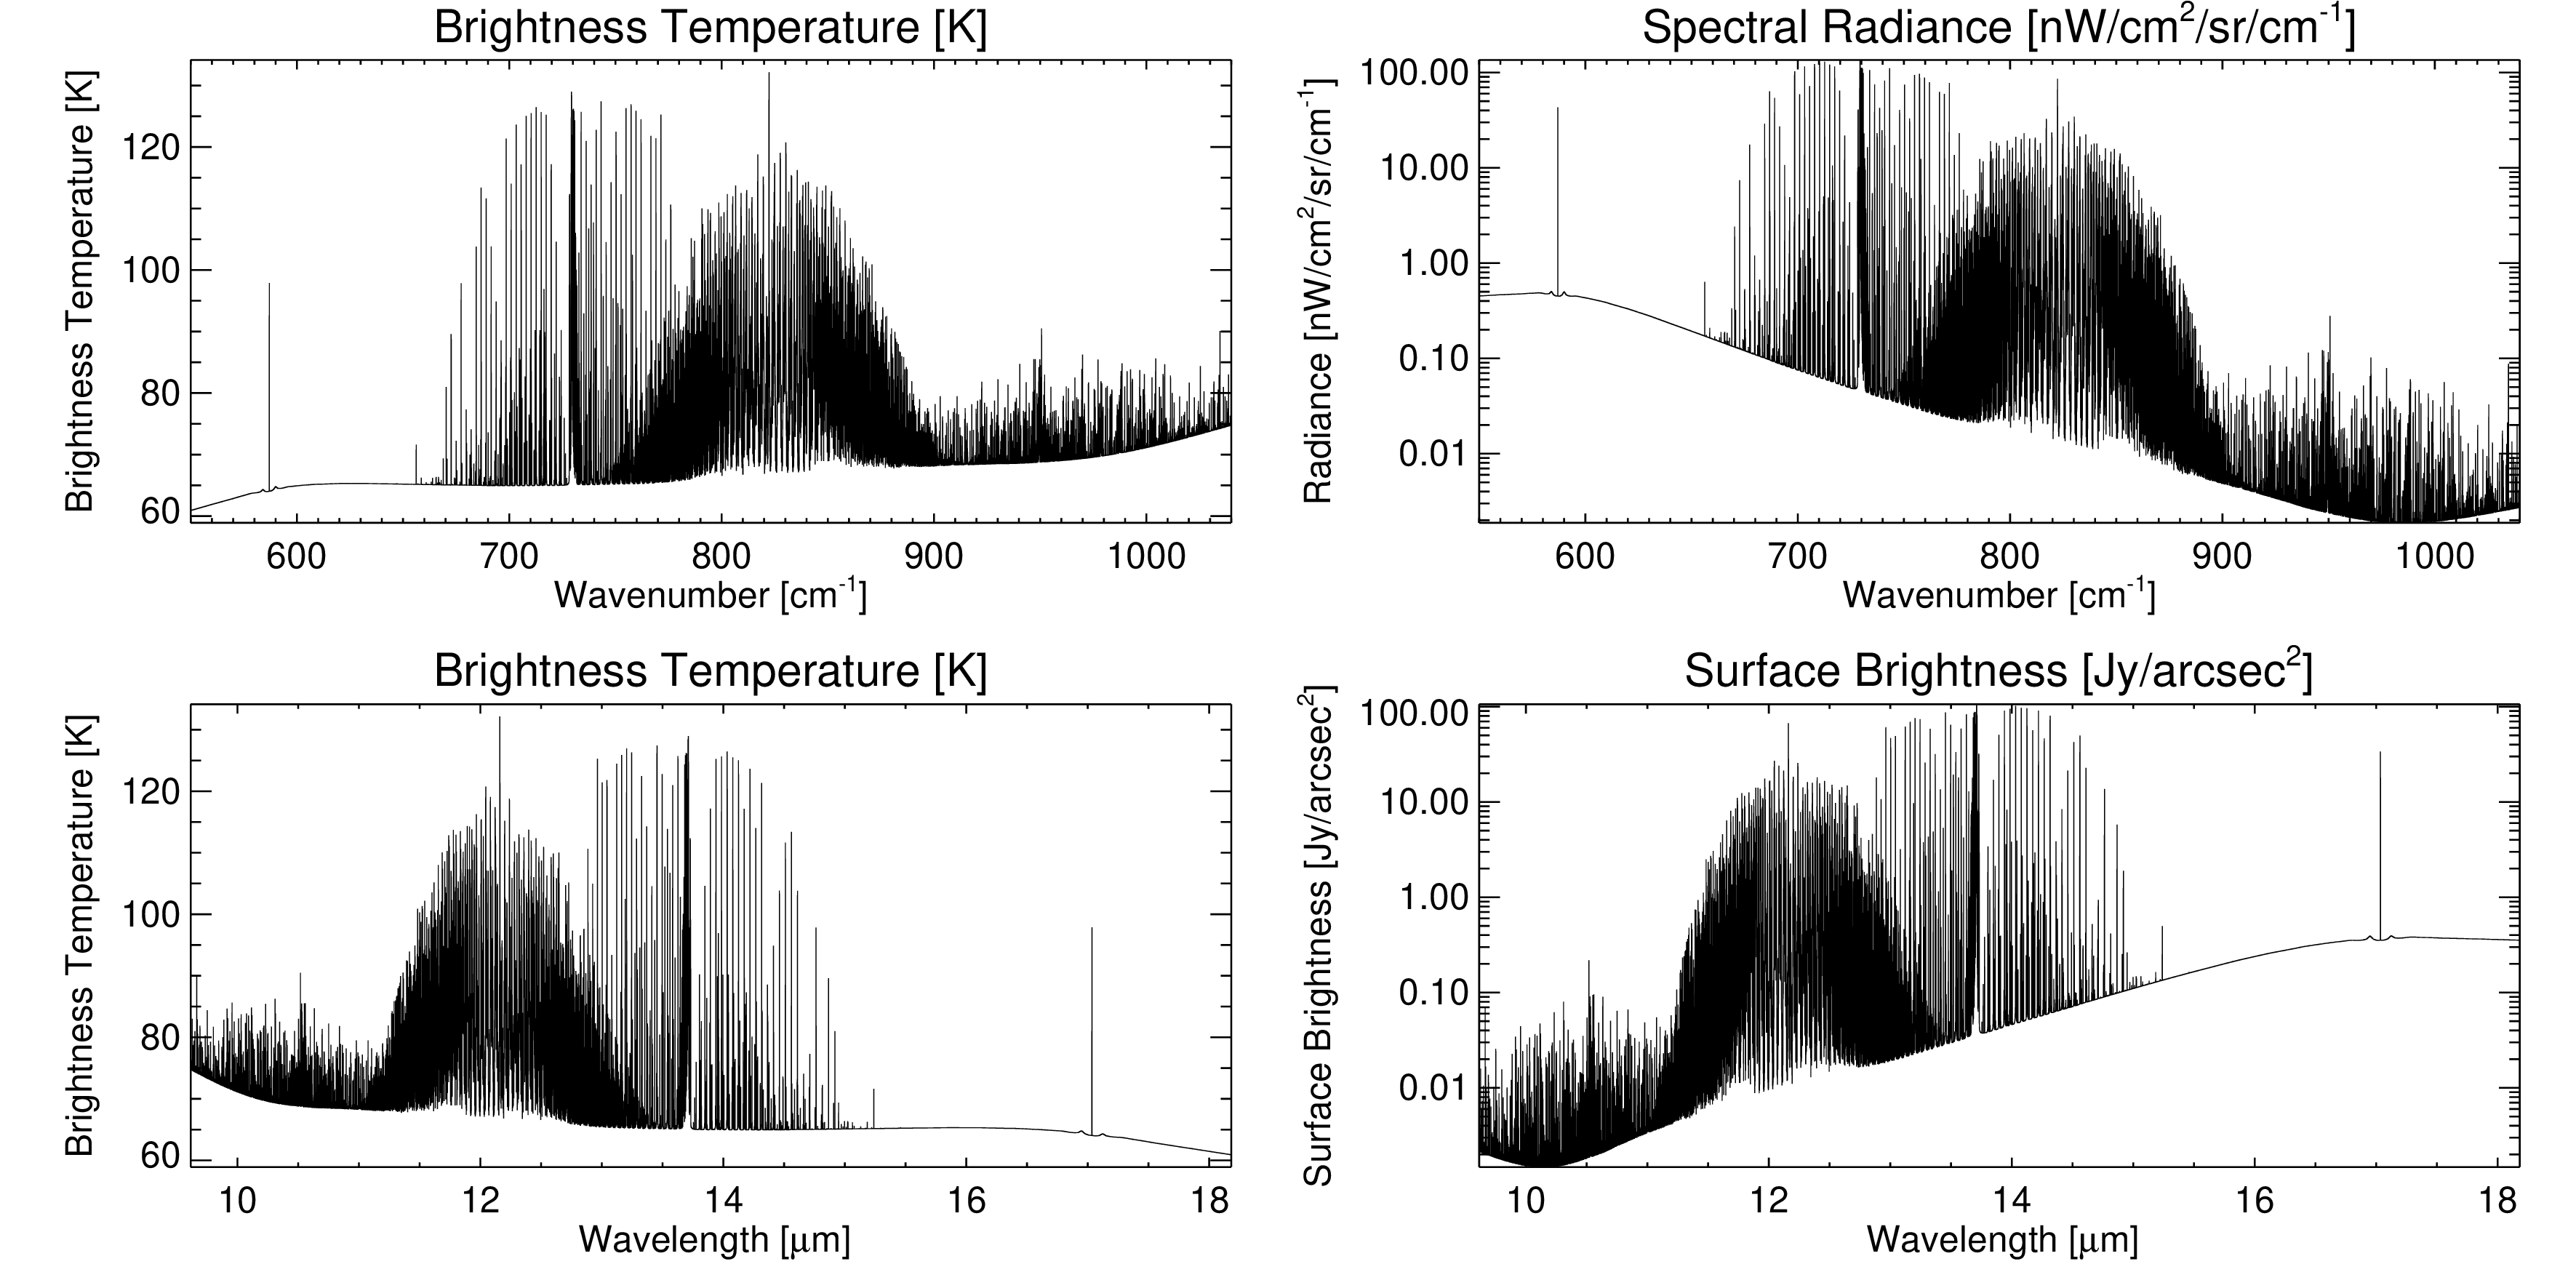 Brightness Temperature [K]
Brightness Temperature [K]
120
100
80
60
600 700 800 900 1000
Wavenumber [cm⁻¹]
Spectral Radiance [nW/cm²/sr/cm⁻¹]
Radiance [nW/cm²/sr/cm⁻¹]
100.00
10.00
1.00
0.10
0.01
600 700 800 900 1000
Wavenumber [cm⁻¹]
Brightness Temperature [K]
Brightness Temperature [K]
120
100
80
60
10 12 14 16 18
Wavelength [μm]
Surface Brightness [Jy/arcsec²]
Surface Brightness [Jy/arcsec²]
100.00
10.00
1.00
0.10
0.01
10 12 14 16 18
Wavelength [μm]